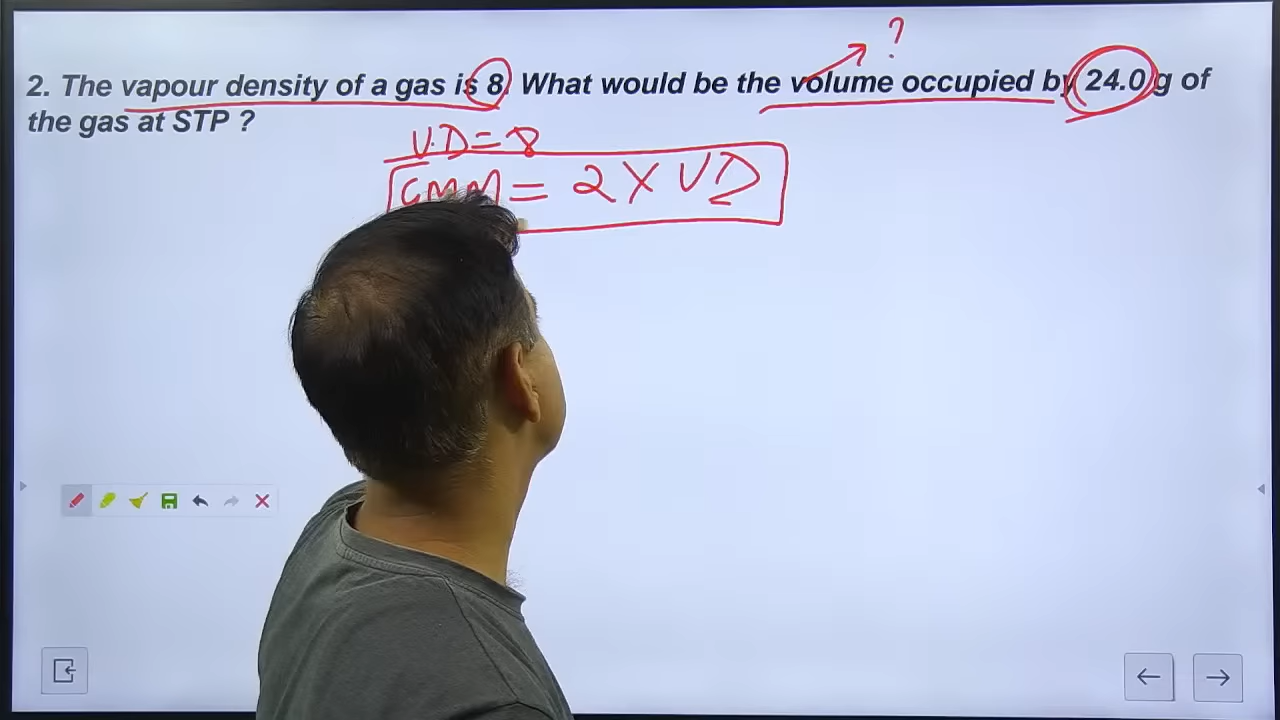 ?
2. The vapour density of a gas is 8. What would be the volume occupied by 24.0 g of
the gas at STP ?
V.D = 8
GMM = 2 X VD